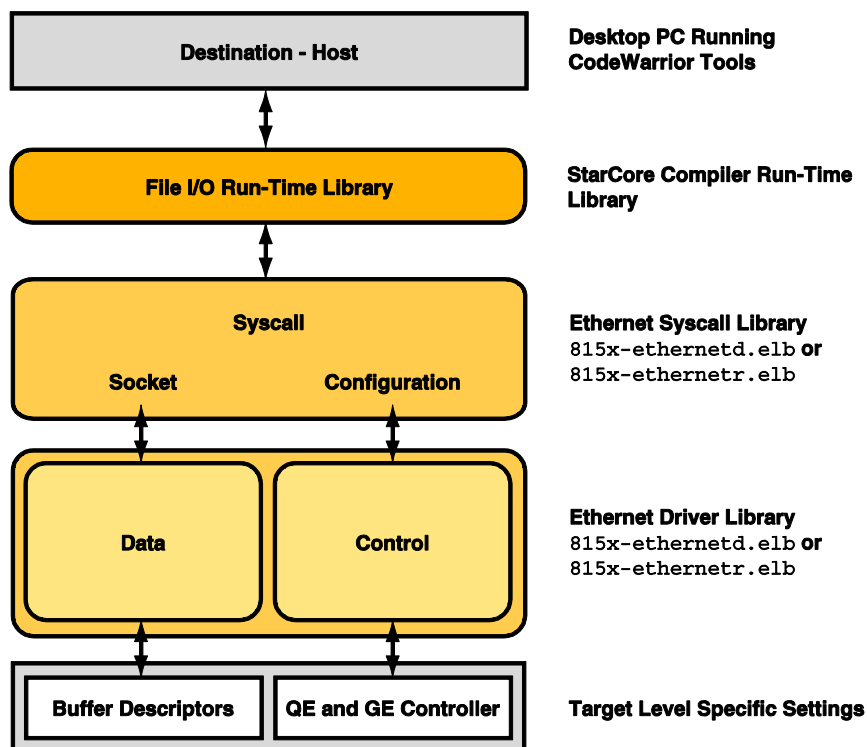 Destination - Host
Desktop PC Running
CodeWarrior Tools
File I/O Run-Time Library
StarCore Compiler Run-Time
Library
Syscall
Socket
Configuration
Ethernet Syscall Library
815x-ethernetd.elb or
815x-ethernetr.elb
Data
Control
Ethernet Driver Library
815x-ethernetd.elb or
815x-ethernetr.elb
Buffer Descriptors
QE and GE Controller
Target Level Specific Settings